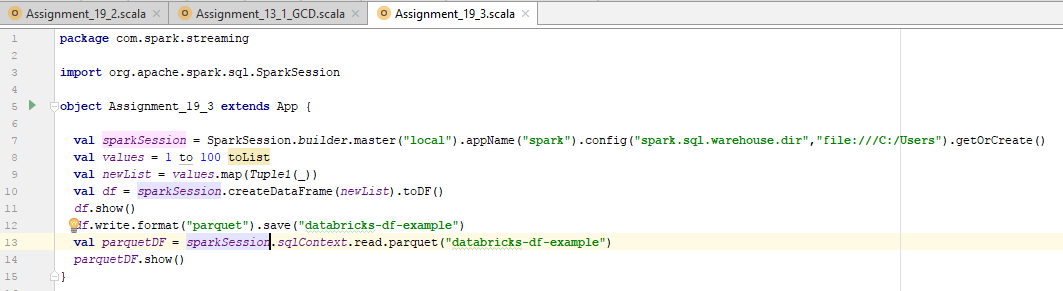 Assignment_19_2.scala Assignment_13_1_GCD.scala Assignment_19_3.scala
1 package com.spark.streaming
2
3 import org.apache.spark.sql.SparkSession
4
5 object Assignment_19_3 extends App {
6
7 val sparkSession = SparkSession.builder.master("local").appName("spark").config("spark.sql.warehouse.dir","file:///C:/Users").getOrCreate()
8 val values = 1 to 100 toList
9 val newList = values.map(Tuple1(_))
10 val df = sparkSession.createDataFrame(newList).toDF()
11 df.show()
12 df.write.format("parquet").save("databricks-df-example")
13 val parquetDF = sparkSession.sqlContext.read.parquet("databricks-df-example")
14 parquetDF.show()
15 }